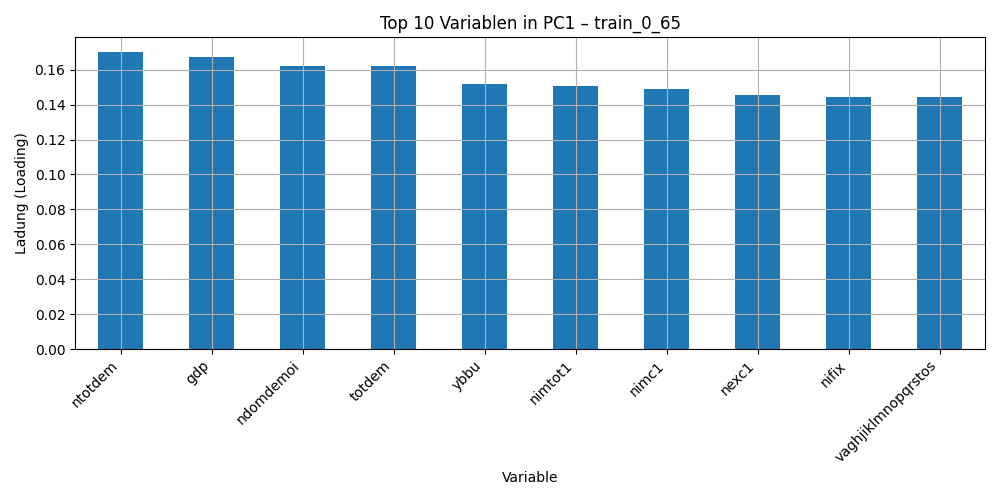 Top 10 Variablen in PC1 – train_0_65
Ladung (Loading)
0.16
0.14
0.12
0.10
0.08
0.06
0.04
0.02
0.00
ntotdem
gdp
ndomdemoi
totdem
ybbu
nimtot1
nimc1
nexc1
nifix
vaghjiklmnopqrstos
Variable